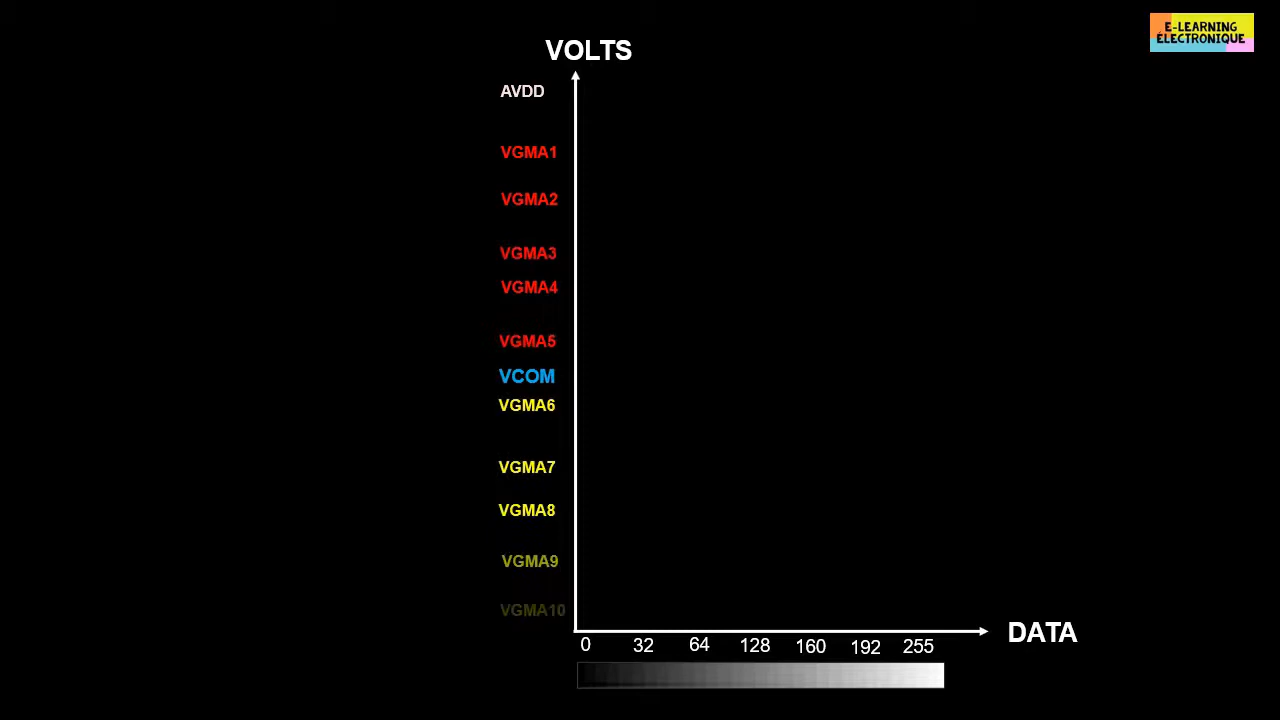 E-LEARNING
ÉLECTRONIQUE
VOLTS
AVDD
VGMA1
VGMA2
VGMA3
VGMA4
VGMA5
VCOM
VGMA6
VGMA7
VGMA8
VGMA9
VGMA10
DATA
0 32 64 128 160 192 255